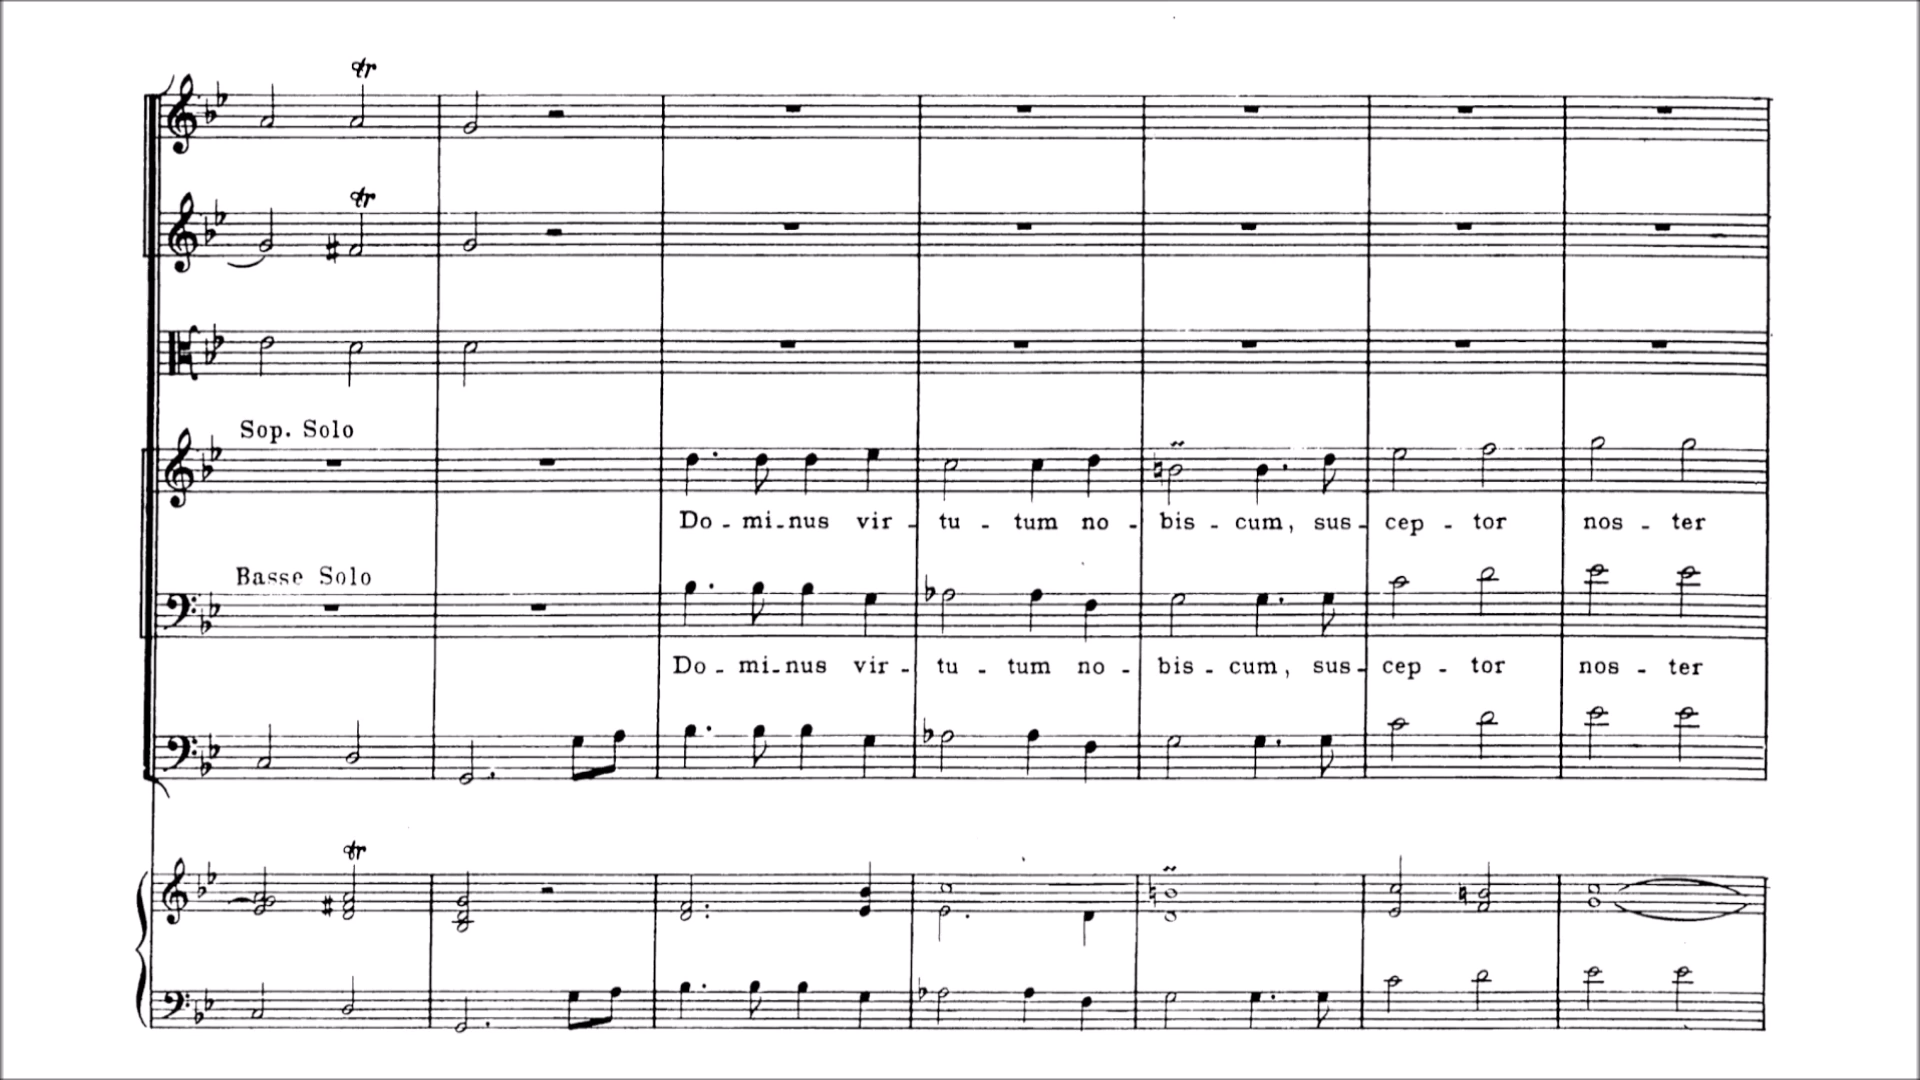 tr
tr
Sop. Solo
Do - mi - nus vir - tu - tum no - bis - cum, sus - cep - tor nos - ter
Basse Solo
Do - mi - nus vir - tu - tum no - bis - cum, sus - cep - tor nos - ter
tr